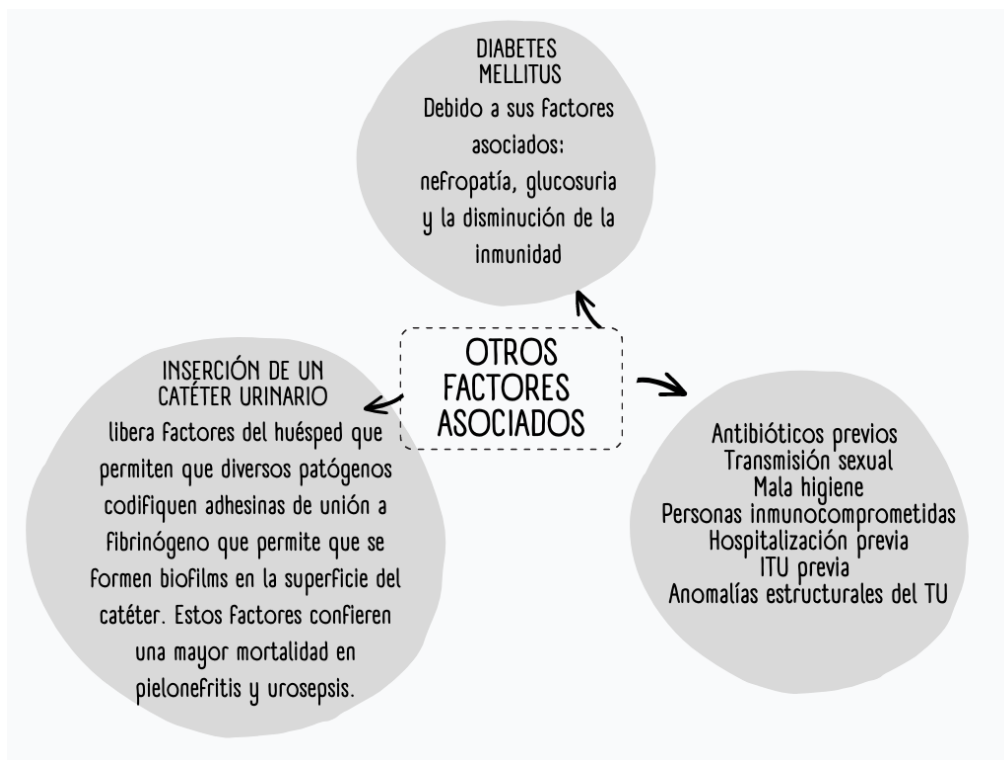 DIABETES
MELLITUS
Debido a sus factores
asociados:
nefropatía, glucosuria
y la disminución de la
inmunidad
OTROS
FACTORES
ASOCIADOS
INSERCIÓN DE UN
CATÉTER URINARIO
libera factores del huésped que
permiten que diversos patógenos
codifiquen adhesinas de unión a
fibrinógeno que permite que se
formen biofilms en la superficie del
catéter. Estos factores confieren
una mayor mortalidad en
pielonefritis y urosepsis.
Antibióticos previos
Transmisión sexual
Mala higiene
Personas inmunocomprometidas
Hospitalización previa
ITU previa
Anomalías estructurales del TU